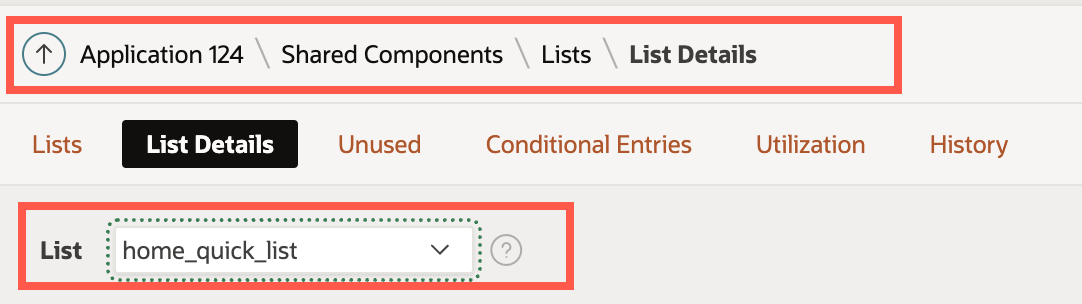 Application 124 \ Shared Components \ Lists \ List Details
Lists List Details Unused Conditional Entries Utilization History
List home_quick_list ?